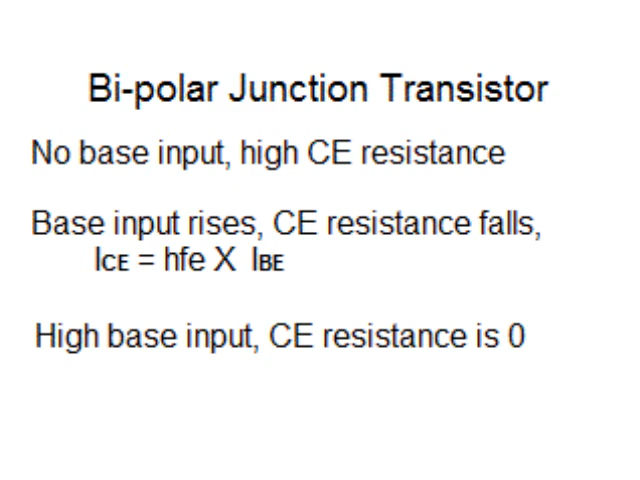 Bi-polar Junction Transistor
No base input, high CE resistance
Base input rises, CE resistance falls,
ICE = hfe X IBE
High base input, CE resistance is 0